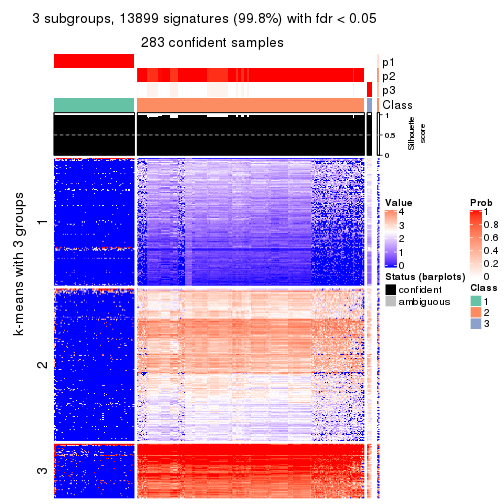 3 subgroups, 13899 signatures (99.8%) with fdr < 0.05
283 confident samples
p1
p2
p3
Class
1
0.5
0
Silhouette
score
k-means with 3 groups
1
2
3
Value
4
3
2
1
0
Status (barplots)
confident
ambiguous
Prob
1
0.8
0.6
0.4
0.2
0
Class
1
2
3